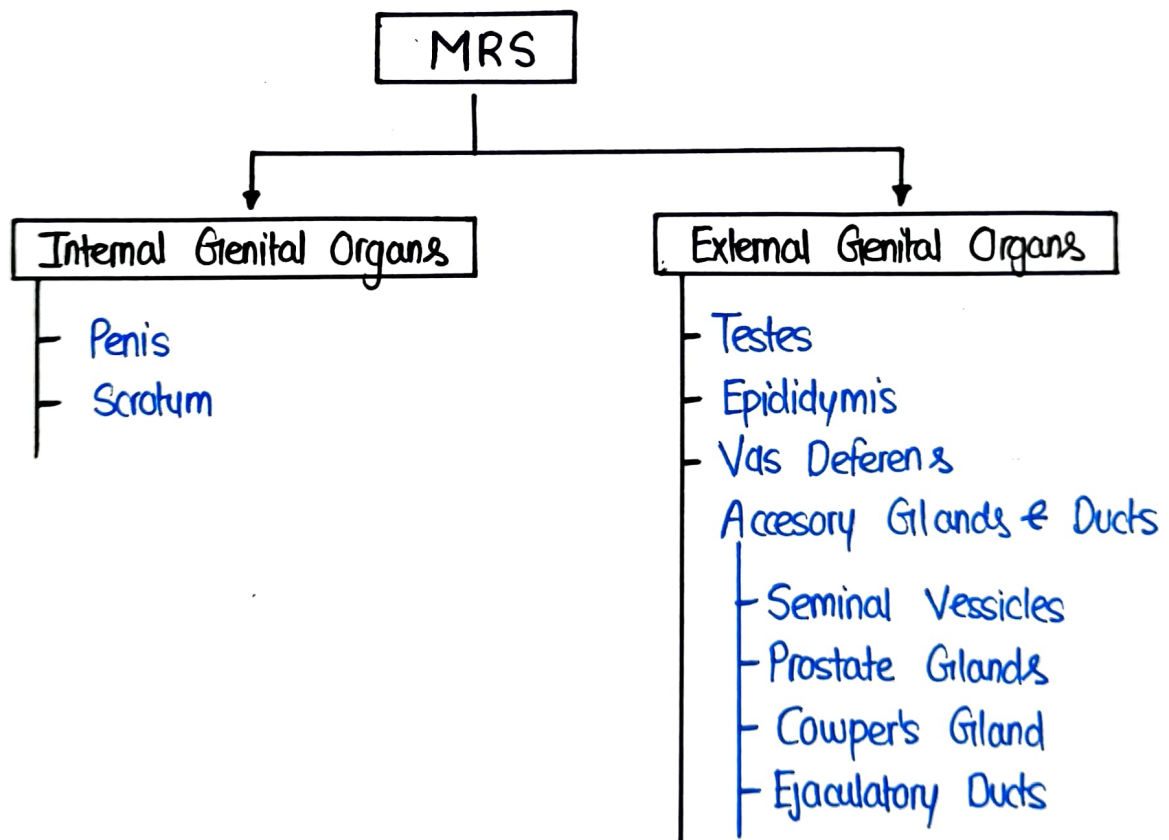 MRS
Internal Genital Organs
Penis
Scrotum
External Genital Organs
Testes
Epididymis
Vas Deferens
Accesory Glands & Ducts
Seminal Vessicles
Prostate Glands
Cowper's Gland
Ejaculatory Ducts